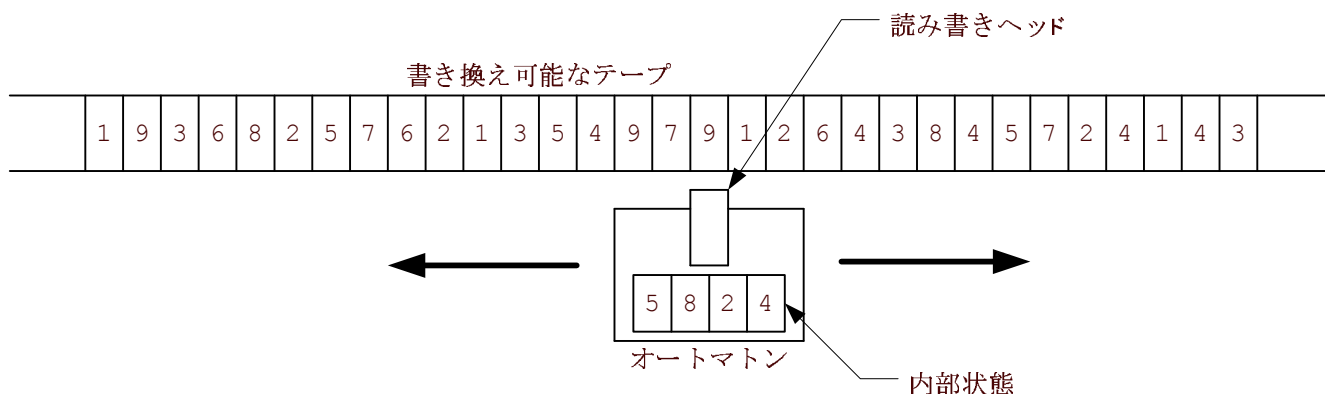 読み書きヘッド
書き換え可能なテープ
1 9 3 6 8 2 5 7 6 2 1 3 5 4 9 7 9 1 2 6 4 3 8 4 5 7 2 4 1 4 3
5 8 2 4
オートマトン
内部状態